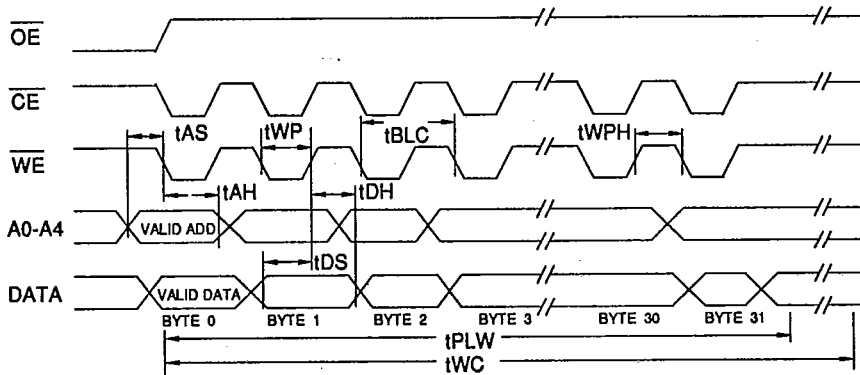 OE
CE
tAS
tWP
tBLC
tWPH
WE
tAH
tDH
A0-A4
VALID ADD
tDS
DATA
VALID DATA
BYTE 0
BYTE 1
BYTE 2
BYTE 3
BYTE 30
BYTE 31
tPLW
tWC